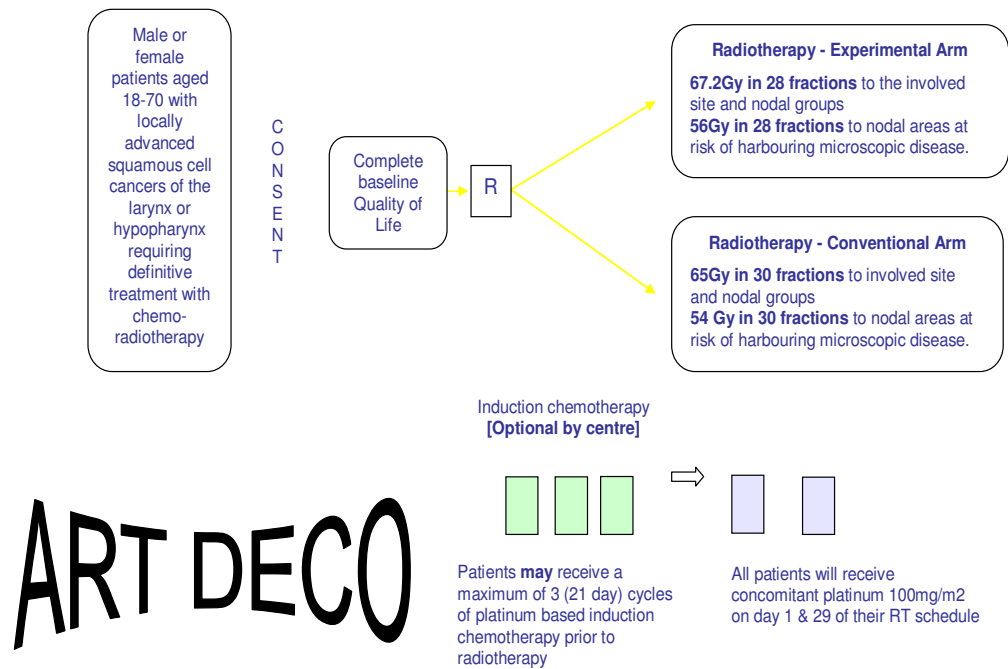 Male or
female
patients aged
18-70 with
locally
advanced
squamous cell
cancers of the
larynx or
hypopharynx
requiring
definitive
treatment with
chemo-
radiotherapy
C
O
N
S
E
N
T
Complete
baseline
Quality of
Life
R
Radiotherapy - Experimental Arm
67.2Gy in 28 fractions to the involved
site and nodal groups
56Gy in 28 fractions to nodal areas at
risk of harbouring microscopic disease.
Radiotherapy - Conventional Arm
65Gy in 30 fractions to involved site
and nodal groups
54 Gy in 30 fractions to nodal areas at
risk of harbouring microscopic disease.
Induction chemotherapy
[Optional by centre]
ART DECO
Patients may receive a
maximum of 3 (21 day) cycles
of platinum based induction
chemotherapy prior to
radiotherapy
All patients will receive
concomitant platinum 100mg/m2
on day 1 & 29 of their RT schedule